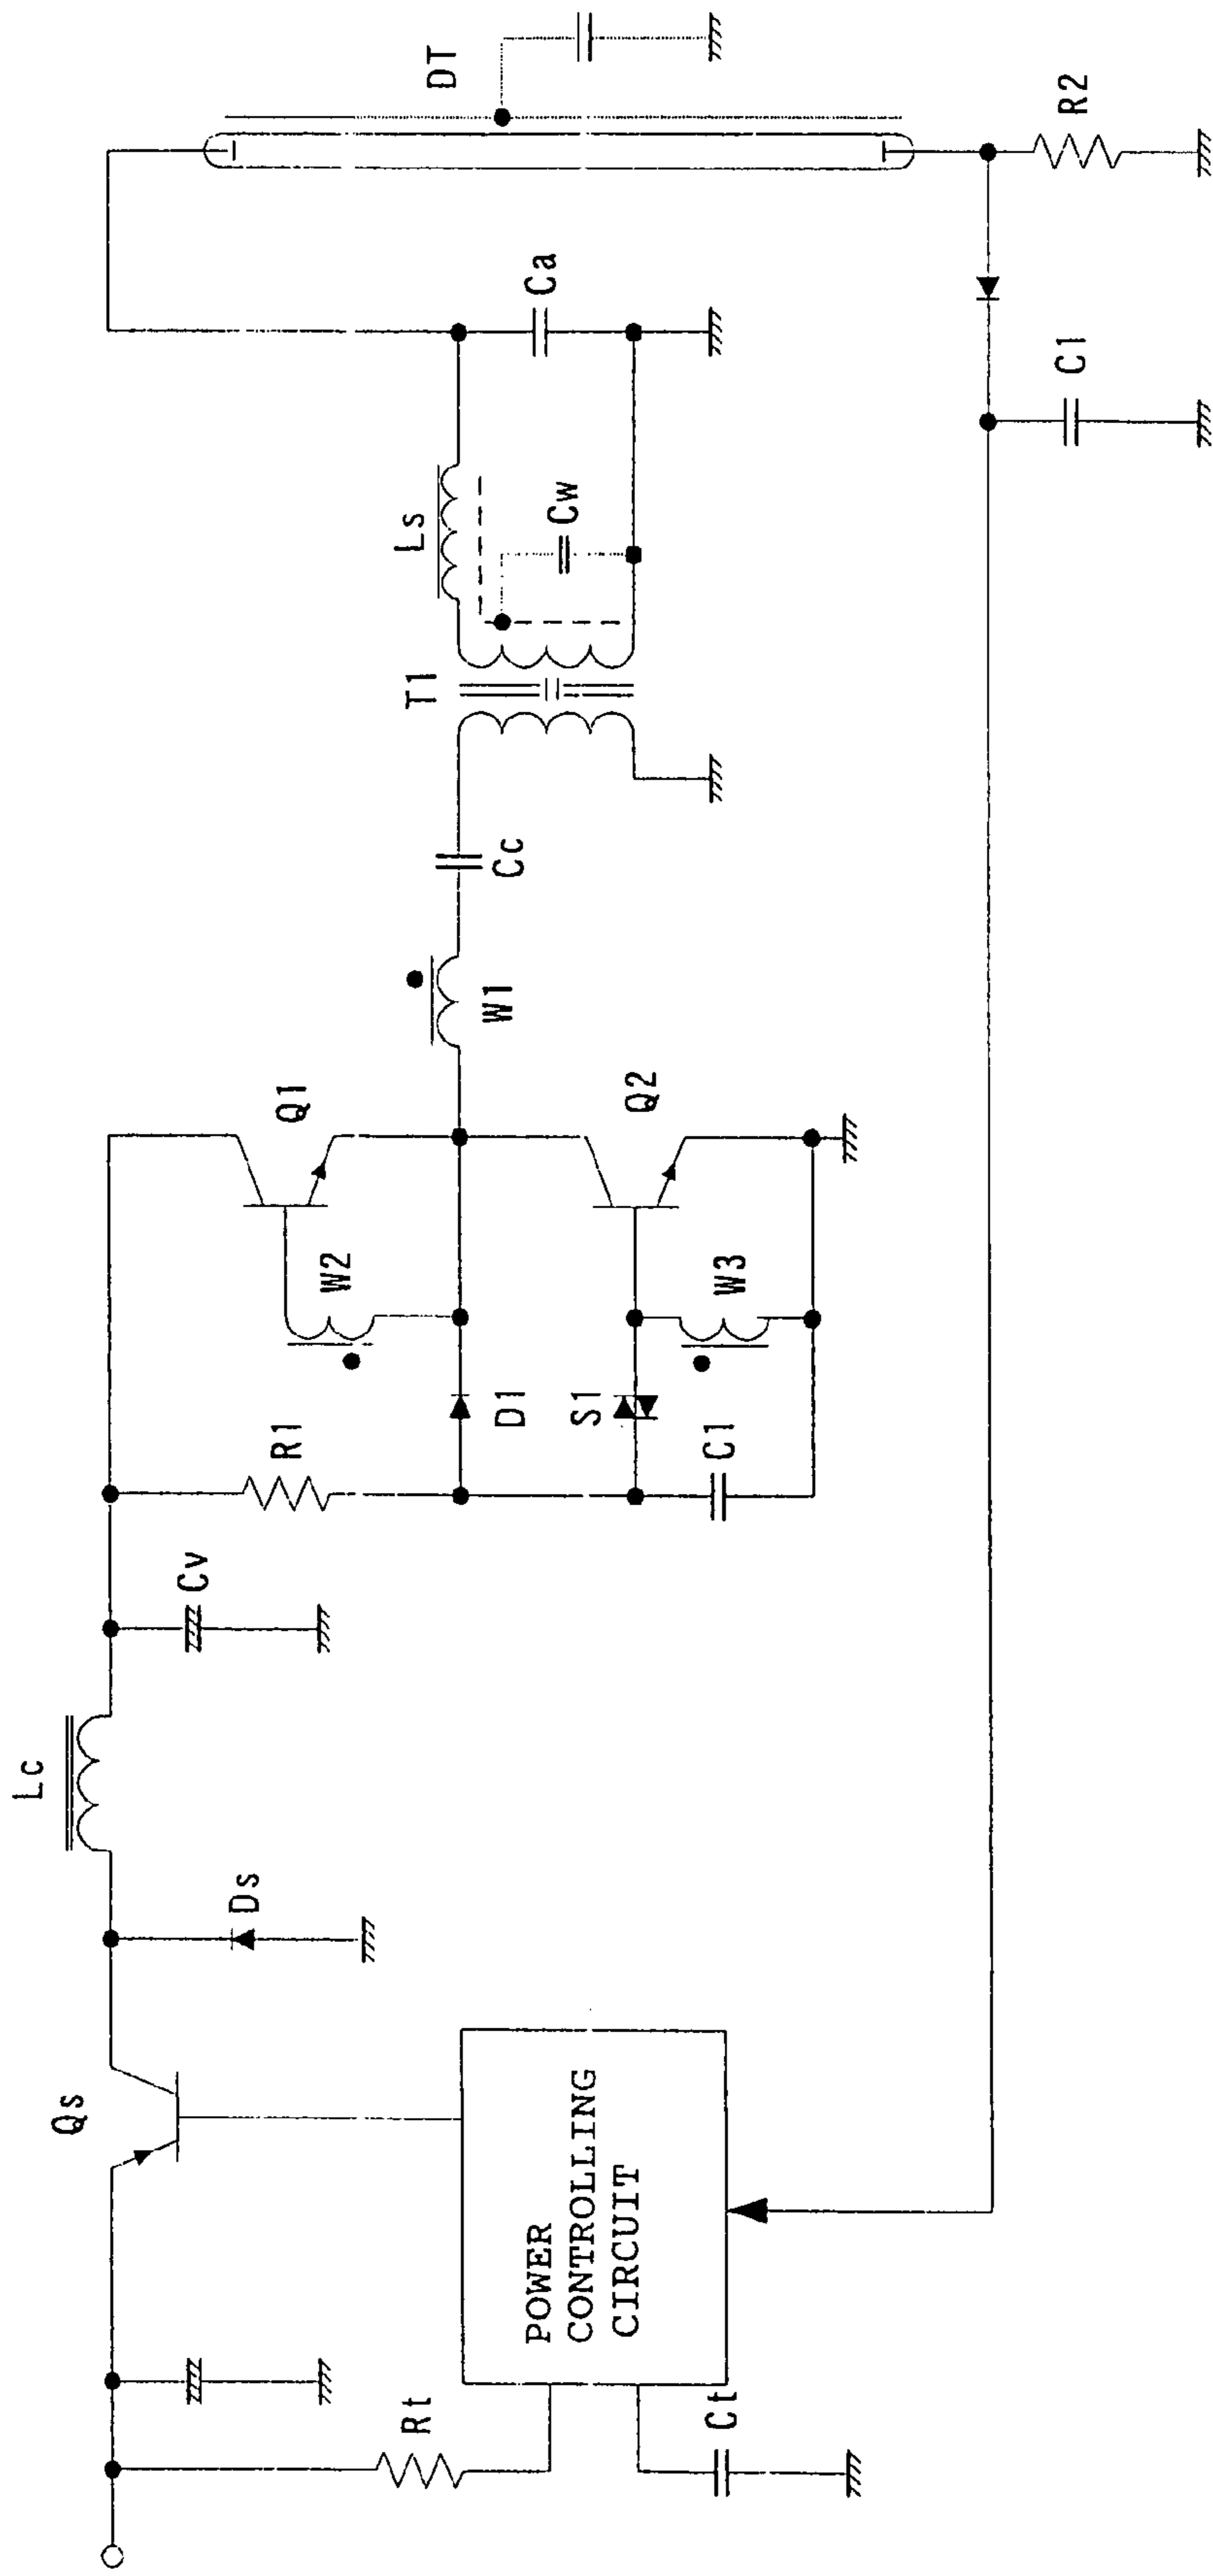 Qs
Lc
Ds
Cv
R1
D1
S1
C1
W2
W3
Q1
Q2
W1
Cc
T1
Ls
Cw
Ca
DT
Rt
Ct
POWER
CONTROLLING
CIRCUIT
C1
R2